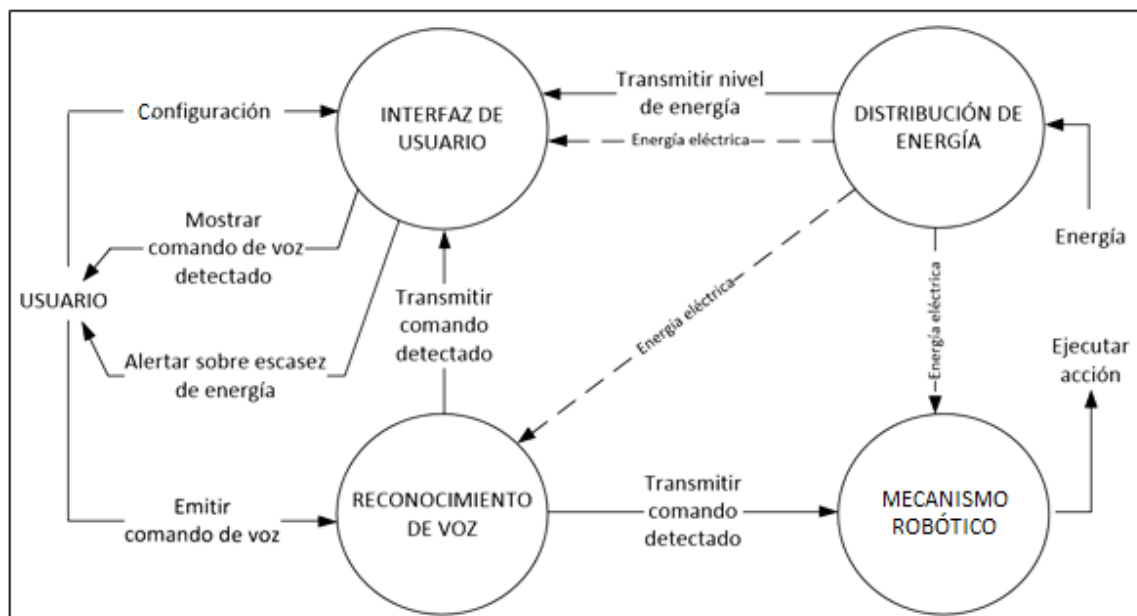 Configuración
INTERFAZ DE
USUARIO
Transmitir nivel
de energía
Energía eléctrica
DISTRIBUCIÓN DE
ENERGÍA
Energía
Mostrar
comando de voz
detectado
USUARIO
Alertar sobre escasez
de energía
Transmitir
comando
detectado
Energía eléctrica
Energía eléctrica
Ejecutar
acción
Emitir
comando de voz
RECONOCIMIENTO
DE VOZ
Transmitir
comando
detectado
MECANISMO
ROBÓTICO